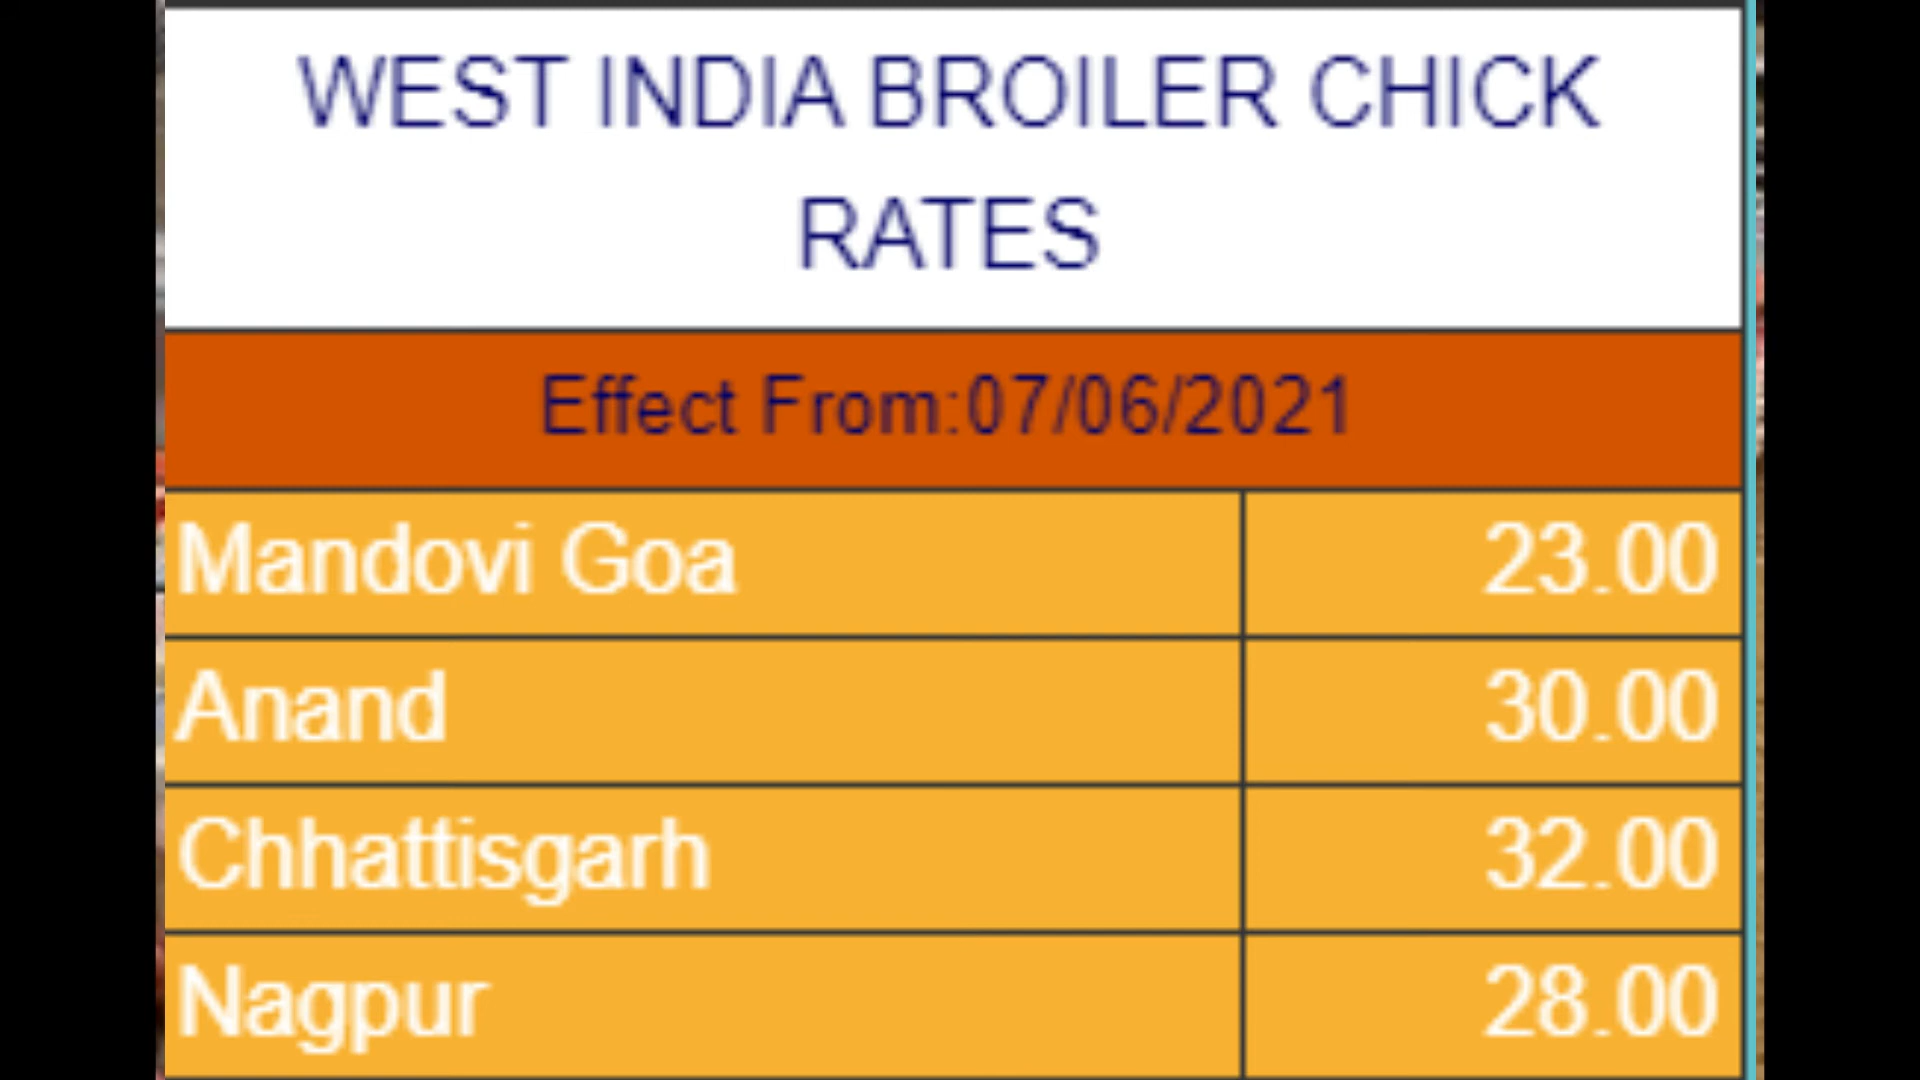 WEST INDIA BROILER CHICK
RATES
Effect From:07/06/2021
Mandovi Goa 23.00
Anand 30.00
Chhattisgarh 32.00
Nagpur 28.00